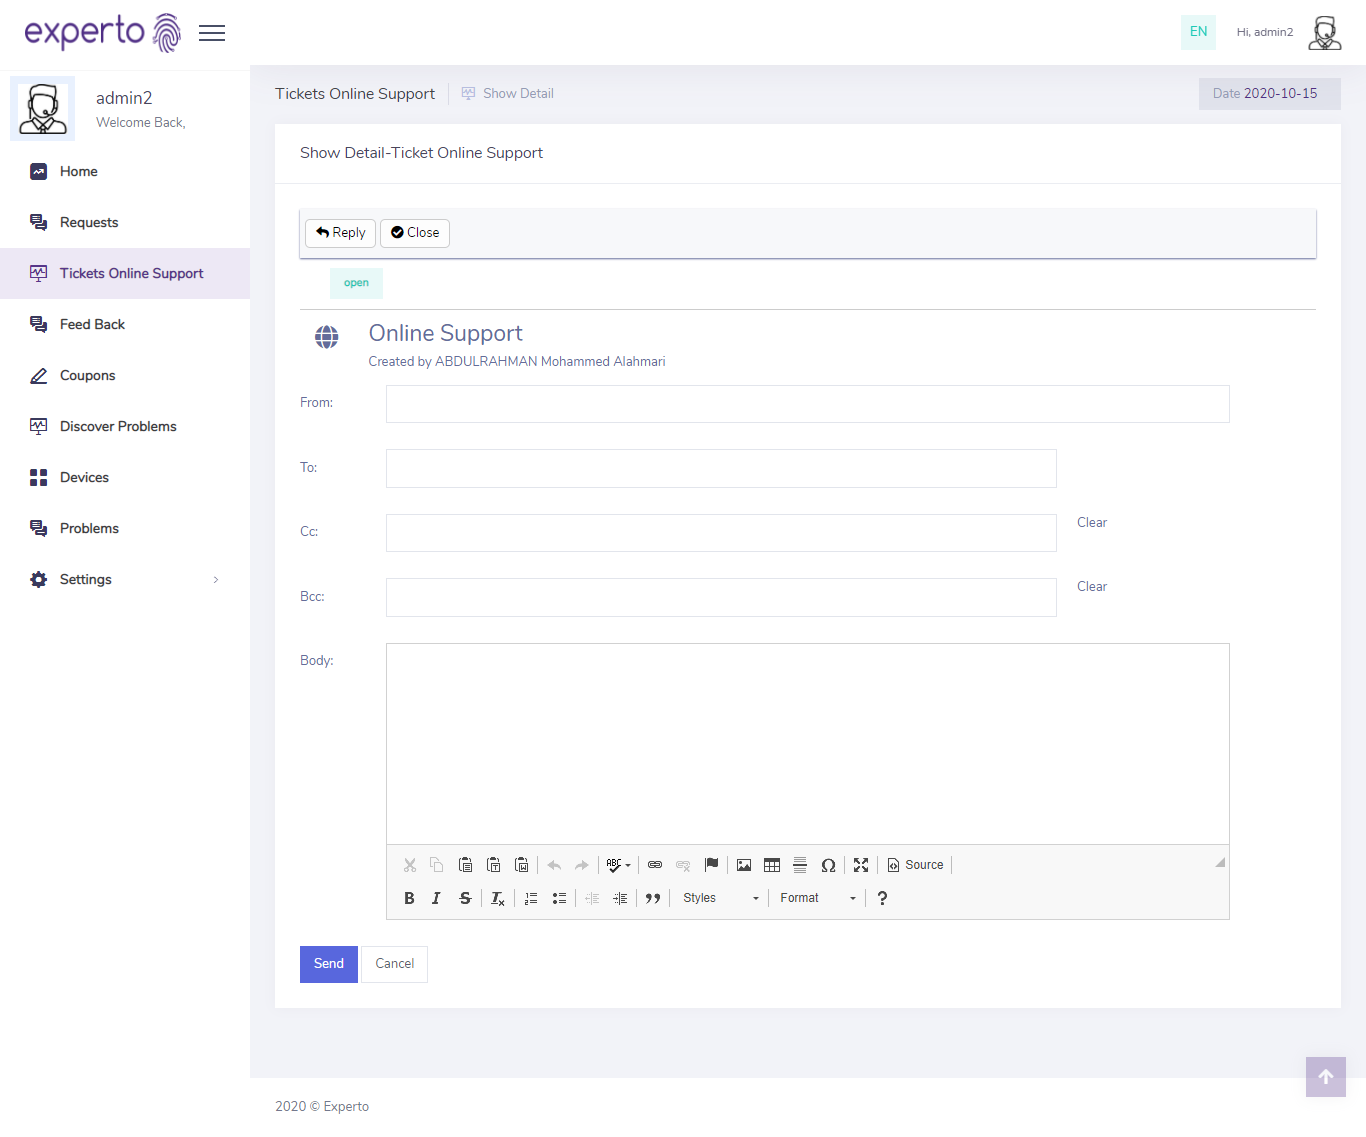 experto
EN
Hi, admin2
admin2
Welcome Back,
Home
Requests
Tickets Online Support
Feed Back
Coupons
Discover Problems
Devices
Problems
Settings
Tickets Online Support
Show Detail
Date 2020-10-15
Show Detail-Ticket Online Support
Reply
Close
open
Online Support
Created by ABDULRAHMAN Mohammed Alahmari
From:
To:
Cc:
Clear
Bcc:
Clear
Body:
ABC
Source
B I S Tx
Styles
Format
?
Send
Cancel
2020 © Experto